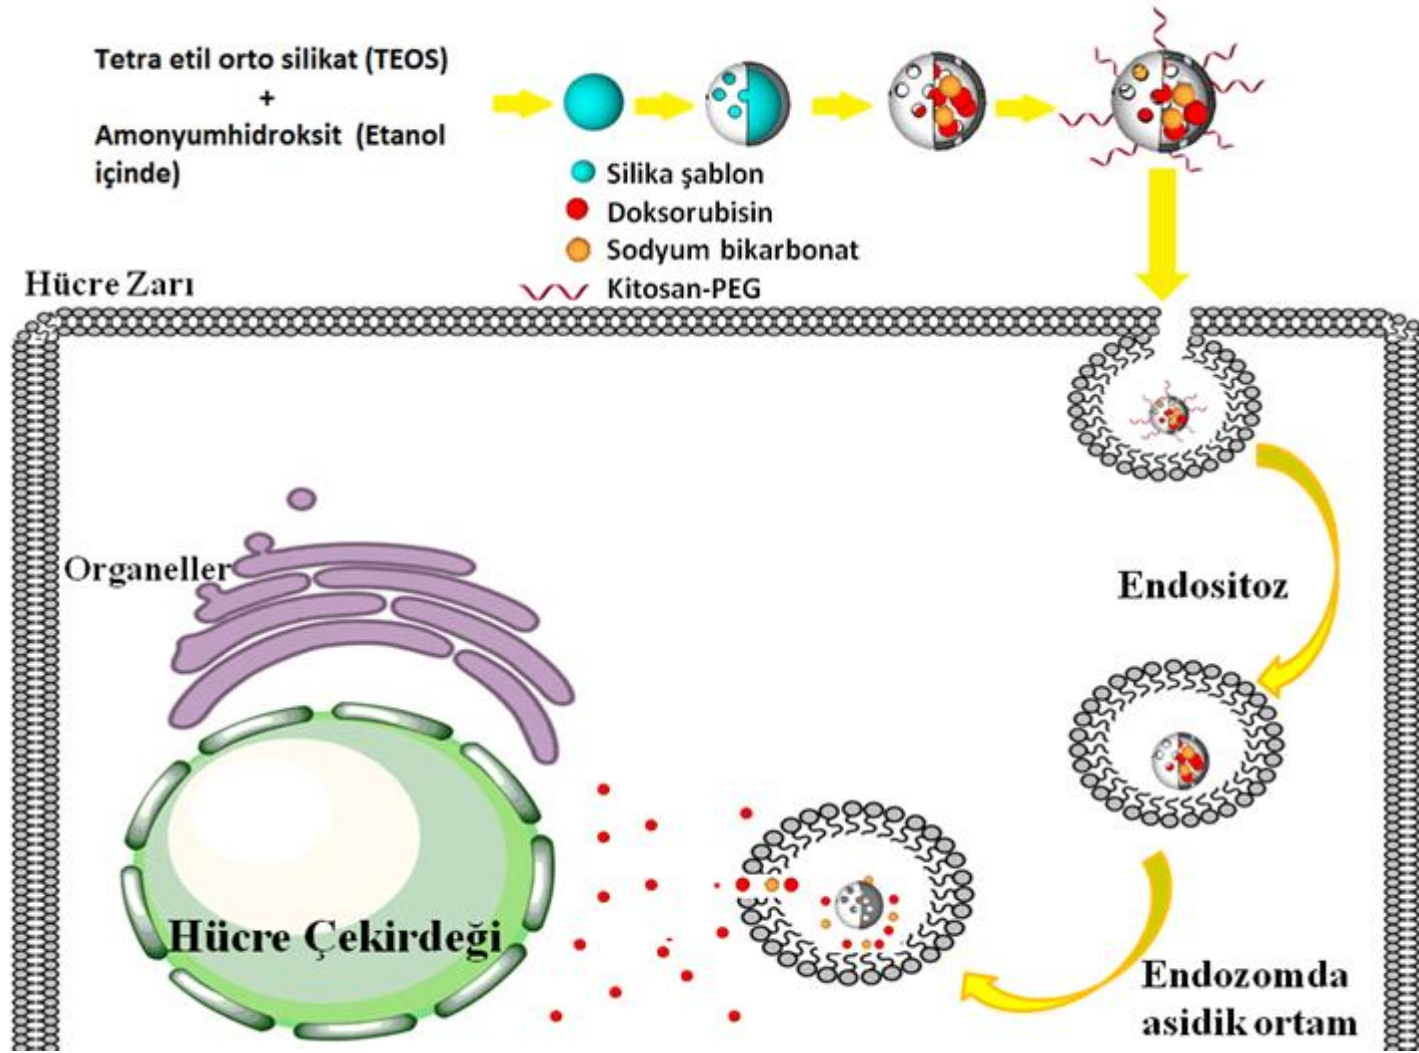 Tetra etil orto silikat (TEOS)
+
Amonyumhidroksit (Etanol
içinde)
Silika şablon
Doksorubisin
Sodyum bikarbonat
Kitosan-PEG
Hücre Zarı
Organeller
Endositoz
Hücre Çekirdeği
Endozomda
asidik ortam